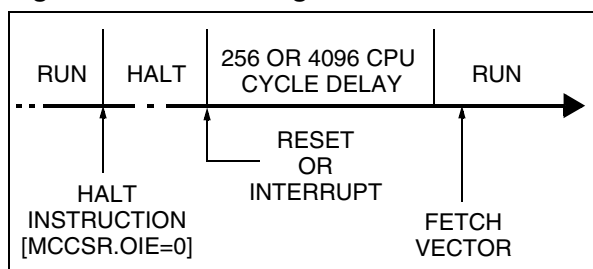 RUN
HALT
256 OR 4096 CPU
CYCLE DELAY
RUN
RESET
OR
INTERRUPT
HALT
INSTRUCTION
[MCCSR.OIE=0]
FETCH
VECTOR